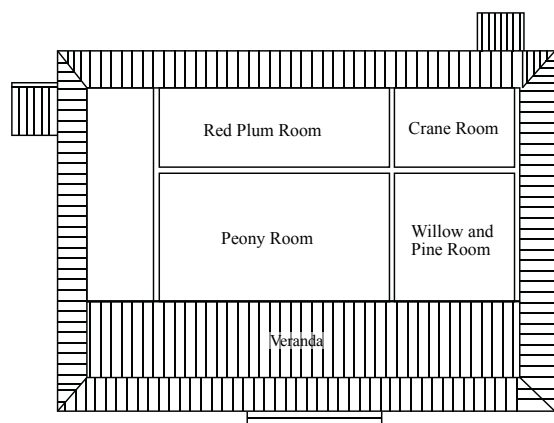 Red Plum Room
Crane Room
Peony Room
Willow and
Pine Room
Veranda